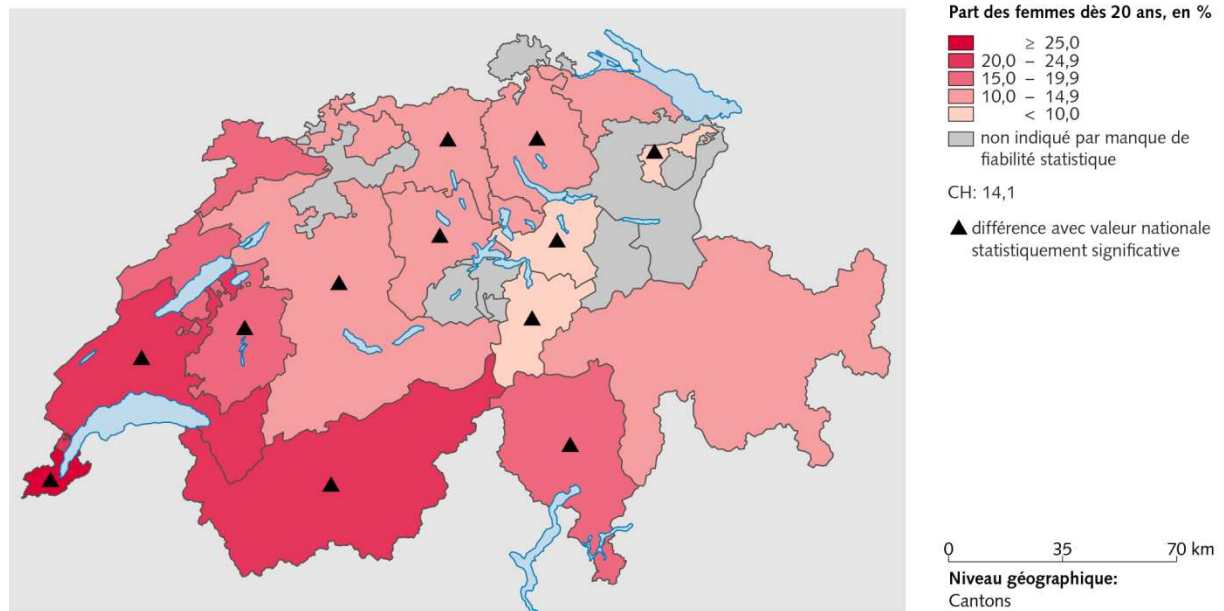 Part des femmes dès 20 ans, en %
≥ 25,0
20,0 – 24,9
15,0 – 19,9
10,0 – 14,9
< 10,0
non indiqué par manque de
fiabilité statistique
CH: 14,1
différence avec valeur nationale
statistiquement significative
0 35 70 km
Niveau géographique:
Cantons